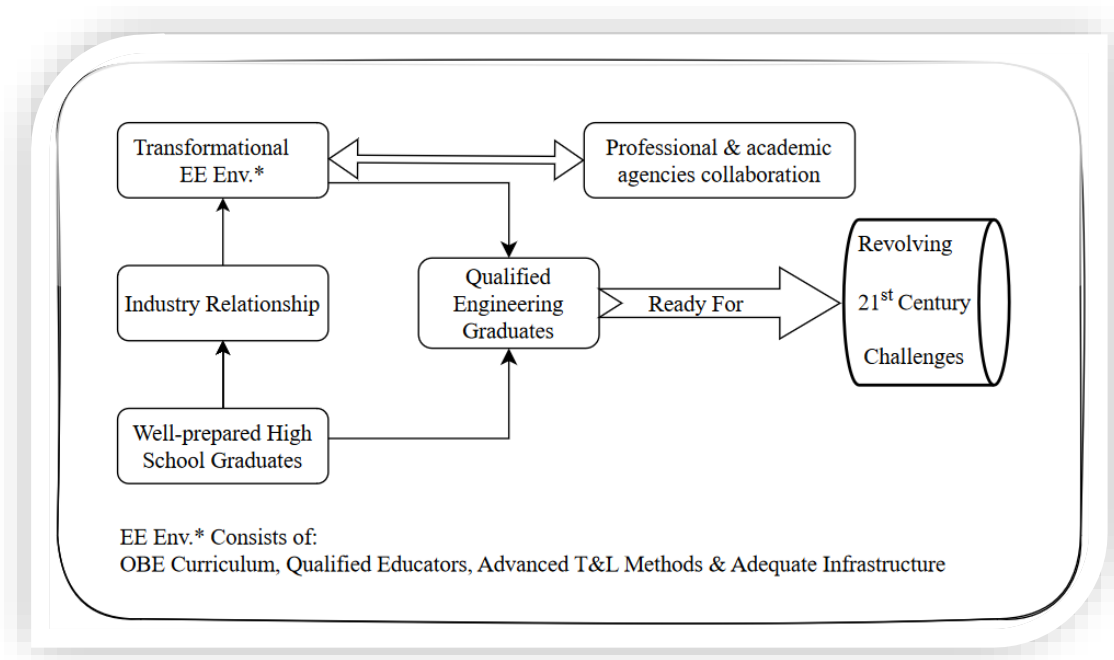 Transformational
EE Env.*
Professional & academic
agencies collaboration
Industry Relationship
Qualified
Engineering
Graduates
Ready For
Revolving
21st Century
Challenges
Well-prepared High
School Graduates
EE Env.* Consists of:
OBE Curriculum, Qualified Educators, Advanced T&L Methods & Adequate Infrastructure